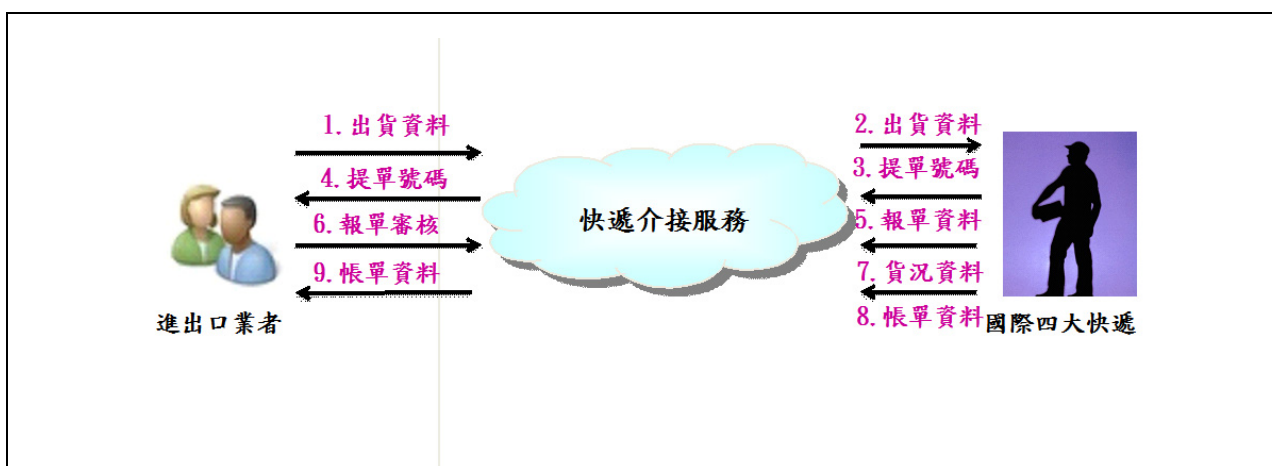 1.出貨資料
4.提單號碼
6.報單審核
9.帳單資料
進出口業者
快遞介接服務
2.出貨資料
3.提單號碼
5.報單資料
7.貨況資料
8.帳單資料
國際四大快遞